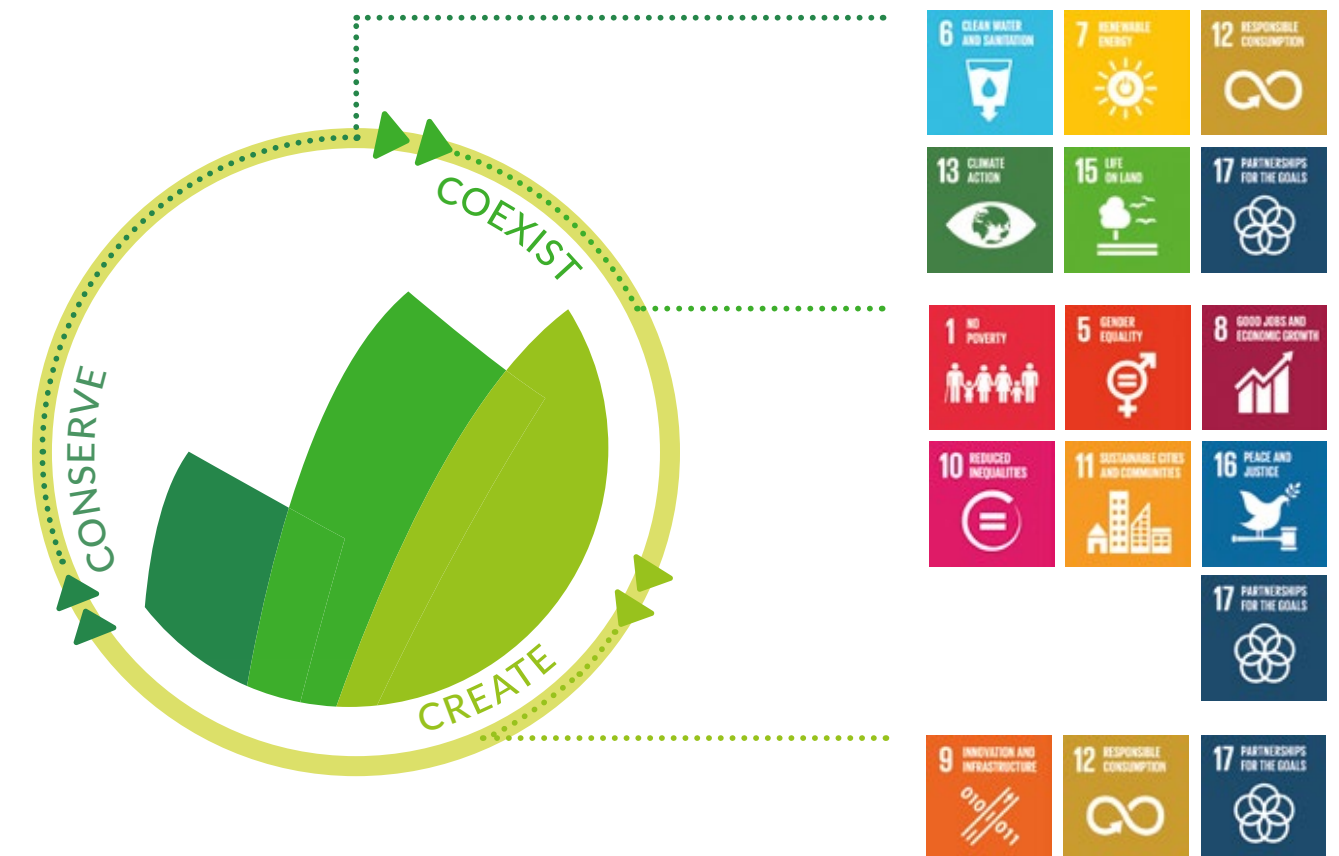 CONSERVE
COEXIST
CREATE
6 CLEAN WATER
AND SANITATION
7 RENEWABLE
ENERGY
12 RESPONSIBLE
CONSUMPTION
13 CLIMATE
ACTION
15 LIFE
ON LAND
17 PARTNERSHIPS
FOR THE GOALS
1 NO
POVERTY
5 GENDER
EQUALITY
8 GOOD JOBS AND
ECONOMIC GROWTH
10 REDUCED
INEQUALITIES
11 SUSTAINABLE CITIES
AND COMMUNITIES
16 PEACE AND
JUSTICE
17 PARTNERSHIPS
FOR THE GOALS
9 INNOVATION AND
INFRASTRUCTURE
010
011
12 RESPONSIBLE
CONSUMPTION
17 PARTNERSHIPS
FOR THE GOALS